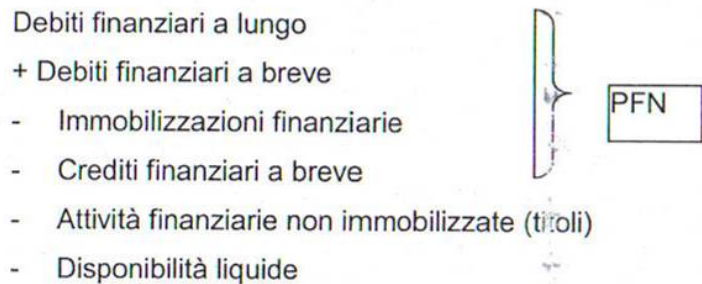 Debiti finanziari a lungo
+ Debiti finanziari a breve
PFN
- Immobilizzazioni finanziarie
- Crediti finanziari a breve
- Attività finanziarie non immobilizzate (titoli)
- Disponibilità liquide